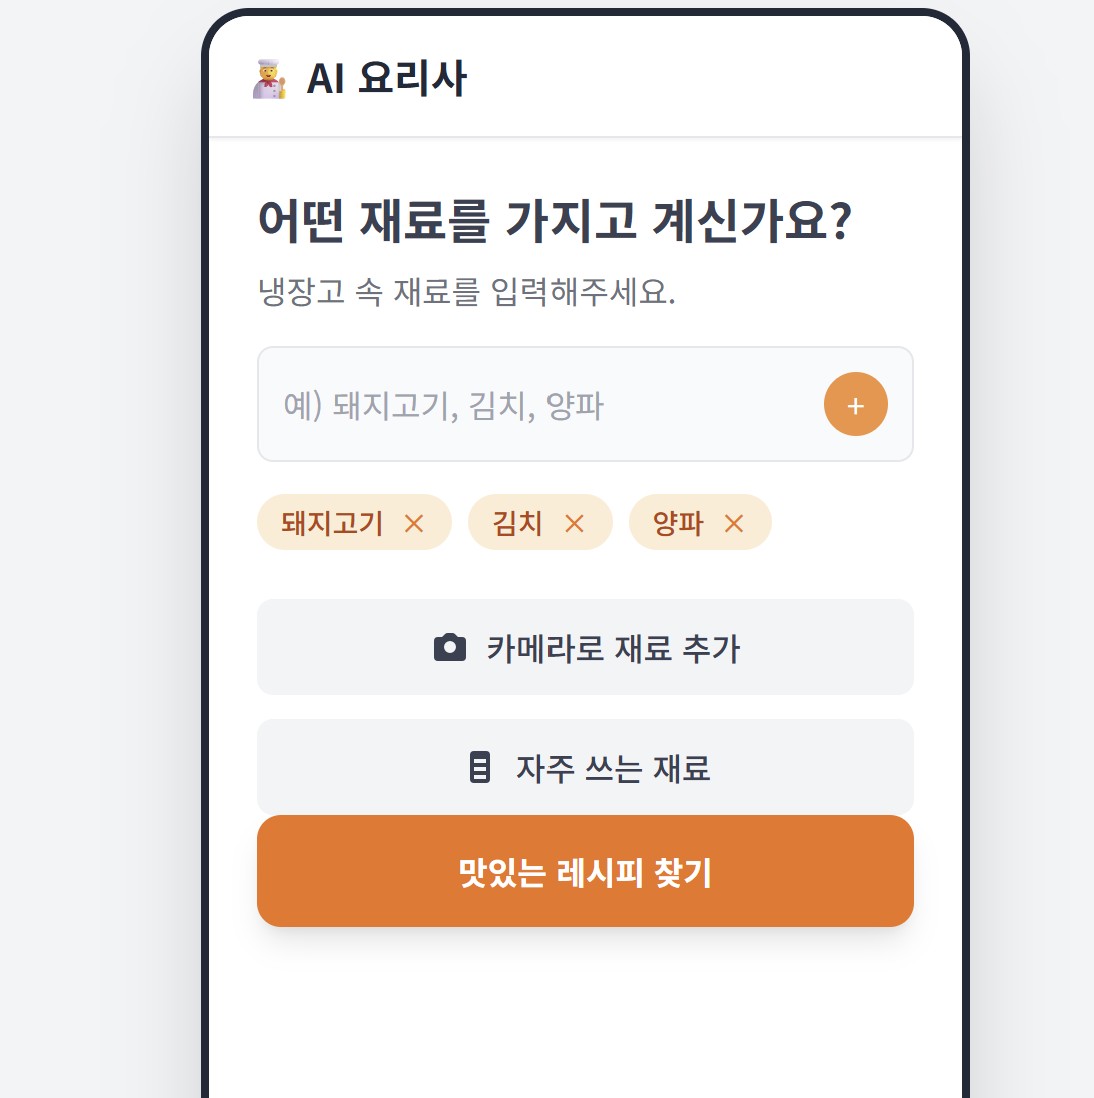 AI 요리사
어떤 재료를 가지고 계신가요?
냉장고 속 재료를 입력해주세요.
예) 돼지고기, 김치, 양파
+
돼지고기 ×
김치 ×
양파 ×
카메라로 재료 추가
자주 쓰는 재료
맛있는 레시피 찾기